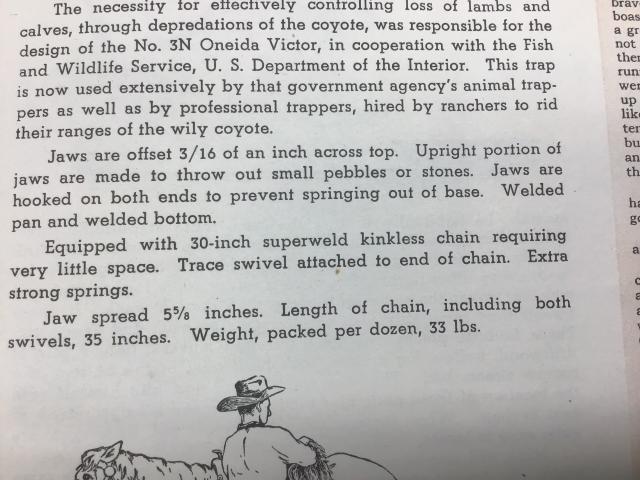 The necessity for effectively controlling loss of lambs and
calves, through depredations of the coyote, was responsible for the
design of the No. 3N Oneida Victor, in cooperation with the Fish
and Wildlife Service, U. S. Department of the Interior. This trap
is now used extensively by that government agency's animal trap-
pers as well as by professional trappers, hired by ranchers to rid
their ranges of the wily coyote.
Jaws are offset 3/16 of an inch across top. Upright portion of
jaws are made to throw out small pebbles or stones. Jaws are
hooked on both ends to prevent springing out of base. Welded
pan and welded bottom.
Equipped with 30-inch superweld kinkless chain requiring
very little space. Trace swivel attached to end of chain. Extra
strong springs.
Jaw spread 5⅝ inches. Length of chain, including both
swivels, 35 inches. Weight, packed per dozen, 33 lbs.